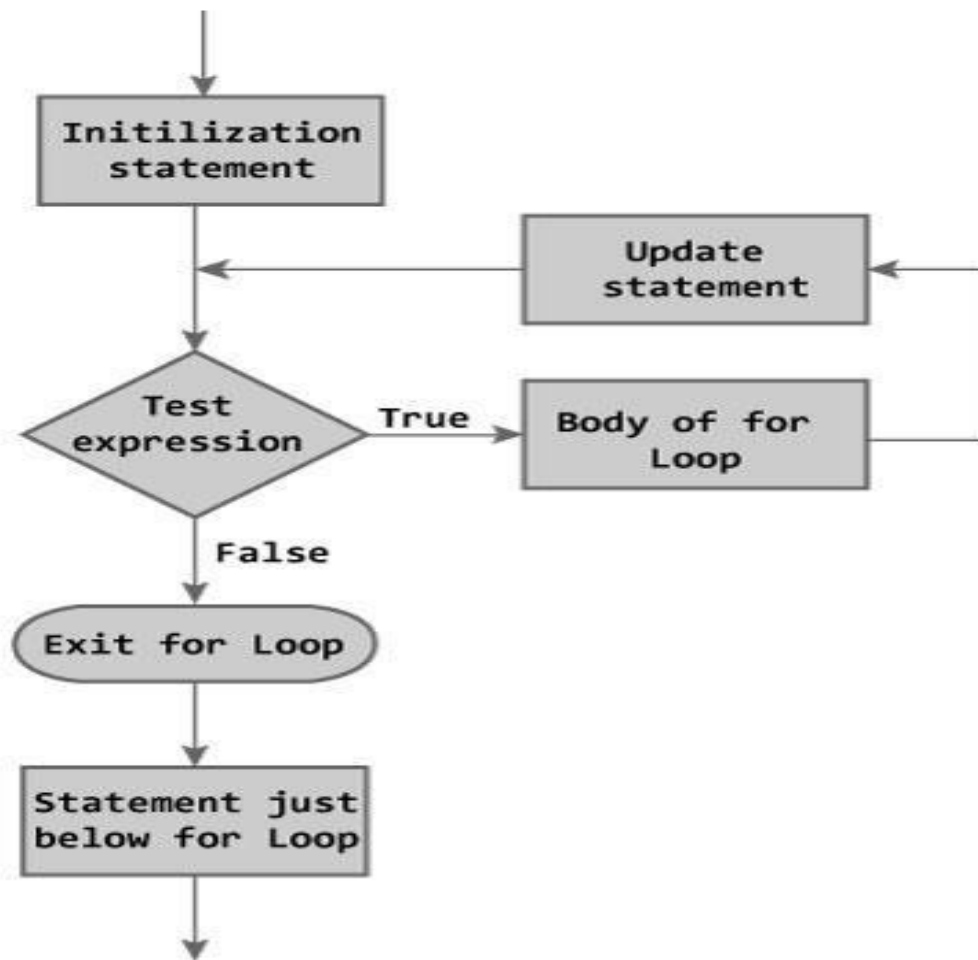 Initilization
statement
Update
statement
Test
expression
True
Body of for
Loop
False
Exit for Loop
Statement just
below for Loop